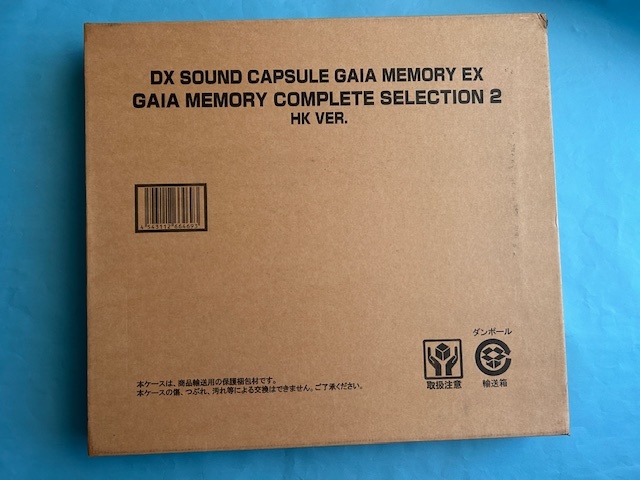 DX SOUND CAPSULE GAIA MEMORY EX
GAIA MEMORY COMPLETE SELECTION 2
HK VER.
ダンボール
取扱注意
輸送箱
本ケースは、商品輸送用の保護梱包材です。
本ケースの傷、つぶれ、汚れ等による交換はできません。ご了承ください。